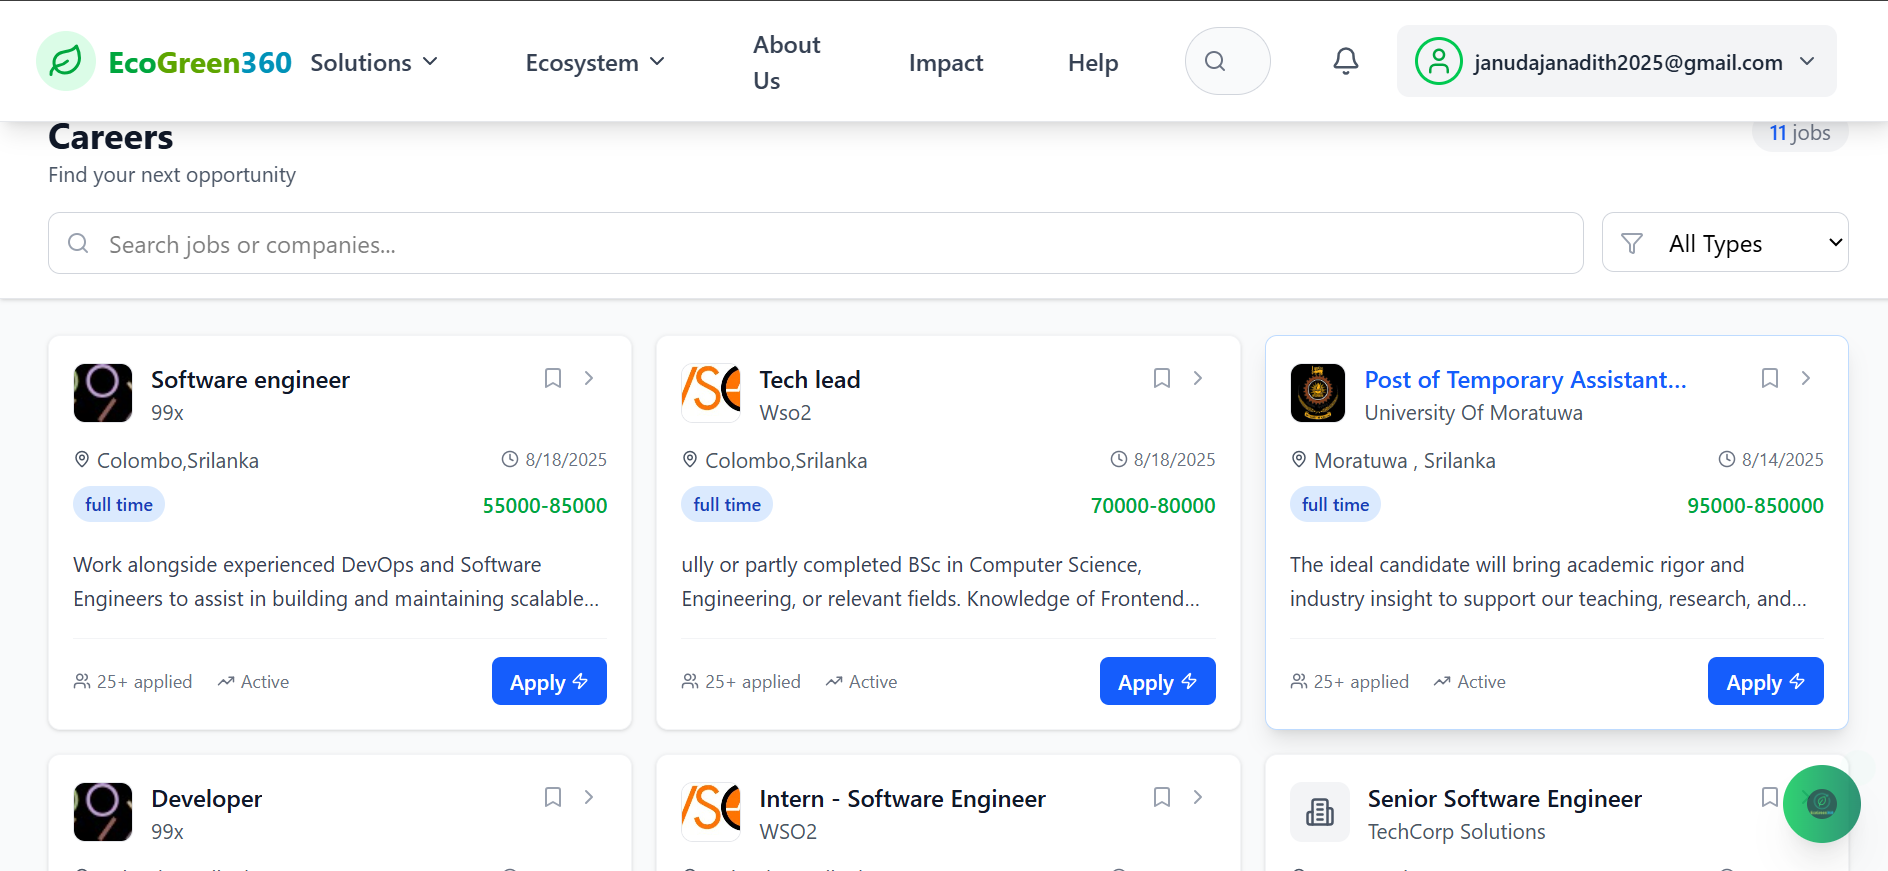 EcoGreen360
Solutions
Ecosystem
About
Us
Impact
Help
janudajanadith2025@gmail.com
Careers
11 jobs
Find your next opportunity
Search jobs or companies...
All Types
Software engineer
99x
Colombo,Srilanka
8/18/2025
full time
55000-85000
Work alongside experienced DevOps and Software
Engineers to assist in building and maintaining scalable...
25+ applied
Active
Apply
Tech lead
Wso2
Colombo,Srilanka
8/18/2025
full time
70000-80000
ully or partly completed BSc in Computer Science,
Engineering, or relevant fields. Knowledge of Frontend...
25+ applied
Active
Apply
Post of Temporary Assistant...
University Of Moratuwa
Moratuwa , Srilanka
8/14/2025
full time
95000-850000
The ideal candidate will bring academic rigor and
industry insight to support our teaching, research, and...
25+ applied
Active
Apply
Developer
99x
Intern - Software Engineer
WSO2
Senior Software Engineer
TechCorp Solutions